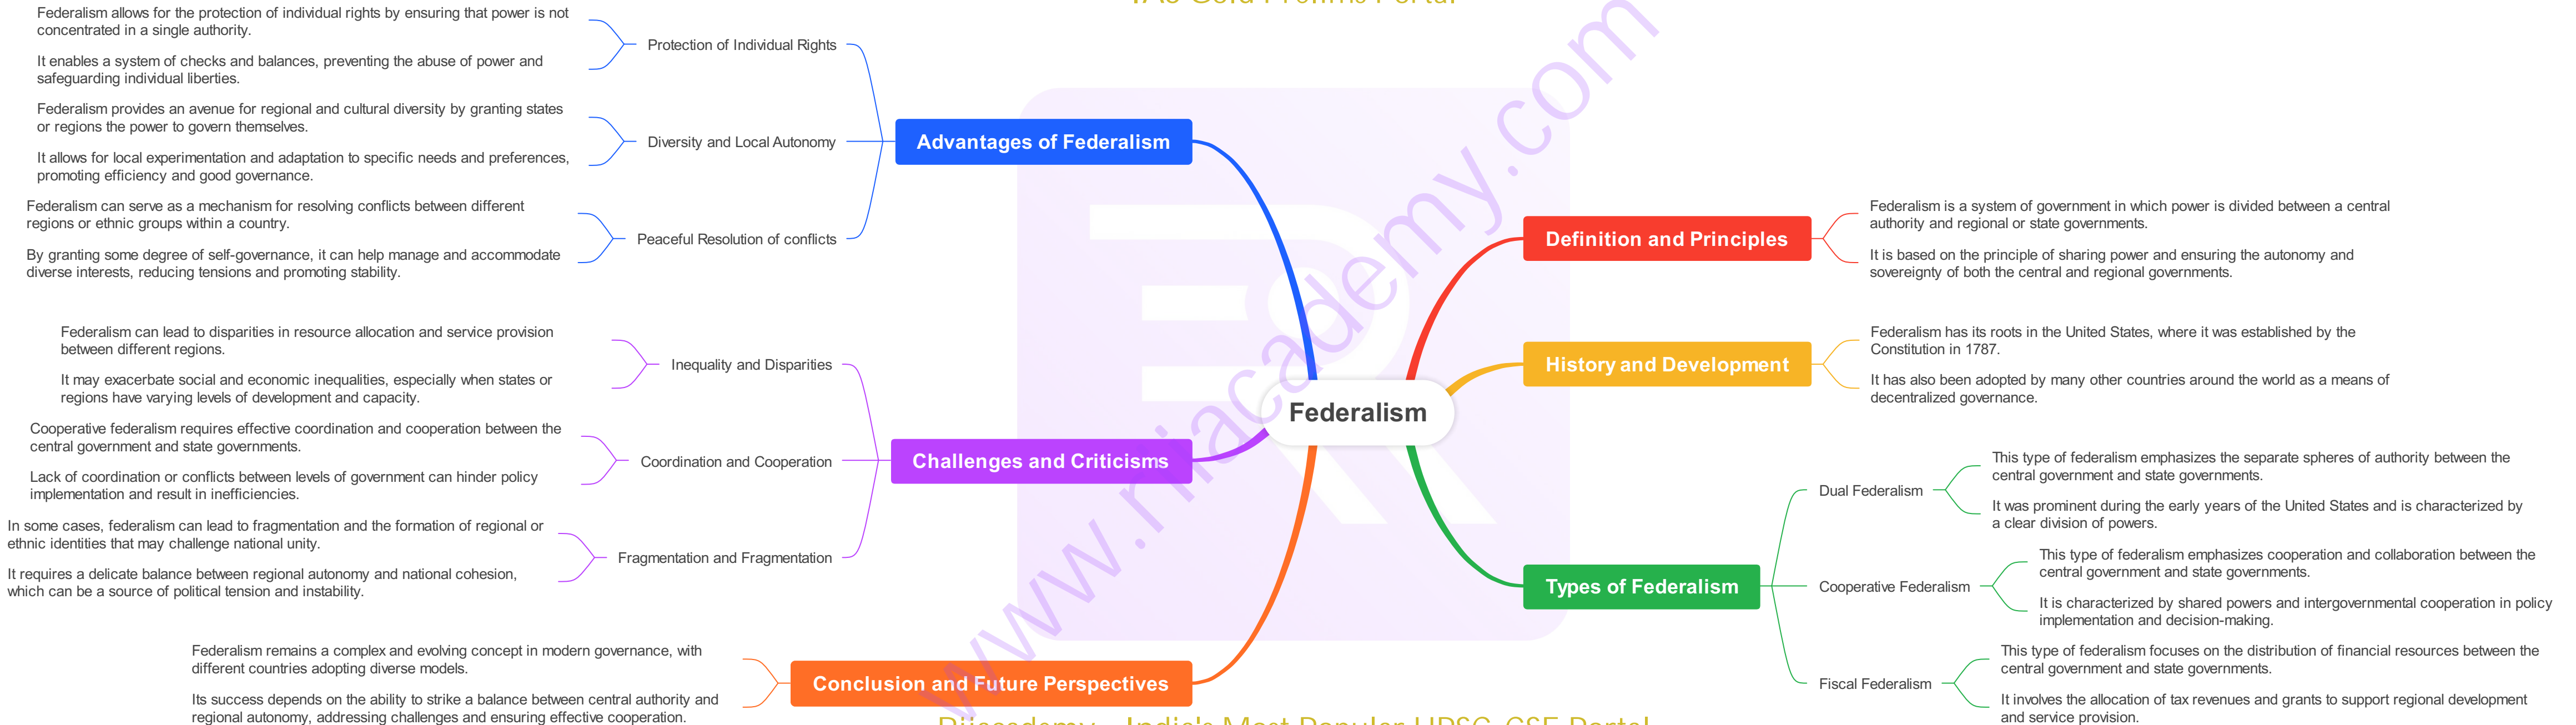 Federalism
Definition and Principles
Federalism is a system of government in which power is divided between a central
authority and regional or state governments.
It is based on the principle of sharing power and ensuring the autonomy and
sovereignty of both the central and regional governments.
History and Development
Federalism has its roots in the United States, where it was established by the
Constitution in 1787.
It has also been adopted by many other countries around the world as a means of
decentralized governance.
Types of Federalism
Dual Federalism
This type of federalism emphasizes the separate spheres of authority between the
central government and state governments.
It was prominent during the early years of the United States and is characterized by
a clear division of powers.
Cooperative Federalism
This type of federalism emphasizes cooperation and collaboration between the
central government and state governments.
It is characterized by shared powers and intergovernmental cooperation in policy
implementation and decision-making.
Fiscal Federalism
This type of federalism focuses on the distribution of financial resources between the
central government and state governments.
It involves the allocation of tax revenues and grants to support regional development
and service provision.
Advantages of Federalism
Protection of Individual Rights
Federalism allows for the protection of individual rights by ensuring that power is not
concentrated in a single authority.
It enables a system of checks and balances, preventing the abuse of power and
safeguarding individual liberties.
Diversity and Local Autonomy
Federalism provides an avenue for regional and cultural diversity by granting states
or regions the power to govern themselves.
It allows for local experimentation and adaptation to specific needs and preferences,
promoting efficiency and good governance.
Peaceful Resolution of conflicts
Federalism can serve as a mechanism for resolving conflicts between different
regions or ethnic groups within a country.
By granting some degree of self-governance, it can help manage and accommodate
diverse interests, reducing tensions and promoting stability.
Challenges and Criticisms
Inequality and Disparities
Federalism can lead to disparities in resource allocation and service provision
between different regions.
It may exacerbate social and economic inequalities, especially when states or
regions have varying levels of development and capacity.
Coordination and Cooperation
Cooperative federalism requires effective coordination and cooperation between the
central government and state governments.
Lack of coordination or conflicts between levels of government can hinder policy
implementation and result in inefficiencies.
Fragmentation and Fragmentation
In some cases, federalism can lead to fragmentation and the formation of regional or
ethnic identities that may challenge national unity.
It requires a delicate balance between regional autonomy and national cohesion,
which can be a source of political tension and instability.
Conclusion and Future Perspectives
Federalism remains a complex and evolving concept in modern governance, with
different countries adopting diverse models.
Its success depends on the ability to strike a balance between central authority and
regional autonomy, addressing challenges and ensuring effective cooperation.
India's Most Popular UPSC-CSE Portal